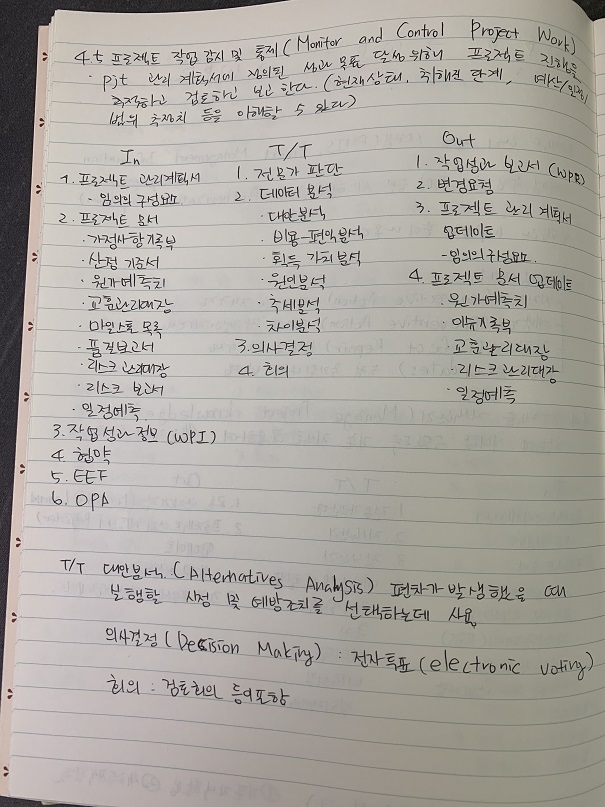 4.5 프로젝트 작업 감시 및 통제 (Monitor and Control Project Work)
· pjt 관리 계획서에 정의된 성과 목표 달성 위해 프로젝트 진행을
추적하고 검토하고 보고 한다. (현재상태, 취해진 단계, 예산/일정/
범위 추정치 등을 이해할 수 있다)
In
1. 프로젝트 관리계획서
- 임의의 구성요소
2. 프로젝트 문서
· 가정사항 기록부
· 산정 기준서
· 원가예측치
· 교훈관리대장
· 마일스톤 목록
· 품질보고서
· 리스크 관리대장
· 리스크 보고서
· 일정예측
3. 작업성과 정보 (WPI)
4. 협약
5. EEF
6. OPA
T/T
1. 전문가 판단
2. 데이터 분석
· 대안분석
· 비용 편익분석
· 획득 가치 분석
· 원인분석
· 추세분석
· 차이분석
3. 의사결정
4. 회의
Out
1. 작업성과 보고서 (WPR)
2. 변경요청
3. 프로젝트 관리 계획서
업데이트
- 임의의 구성요소.
4. 프로젝트 문서 업데이트
· 원가예측치
· 이슈기록부
· 교훈관리대장
· 리스크관리대장
· 일정예측
T/T 대안분석 (Alternatives Analysis) 편차가 발생했을 때
실행할 시정 및 예방조치를 선택하는데 사용
의사결정 (Decision Making) : 전자투표 (electronic voting)
회의 : 검토회의 등이 포함